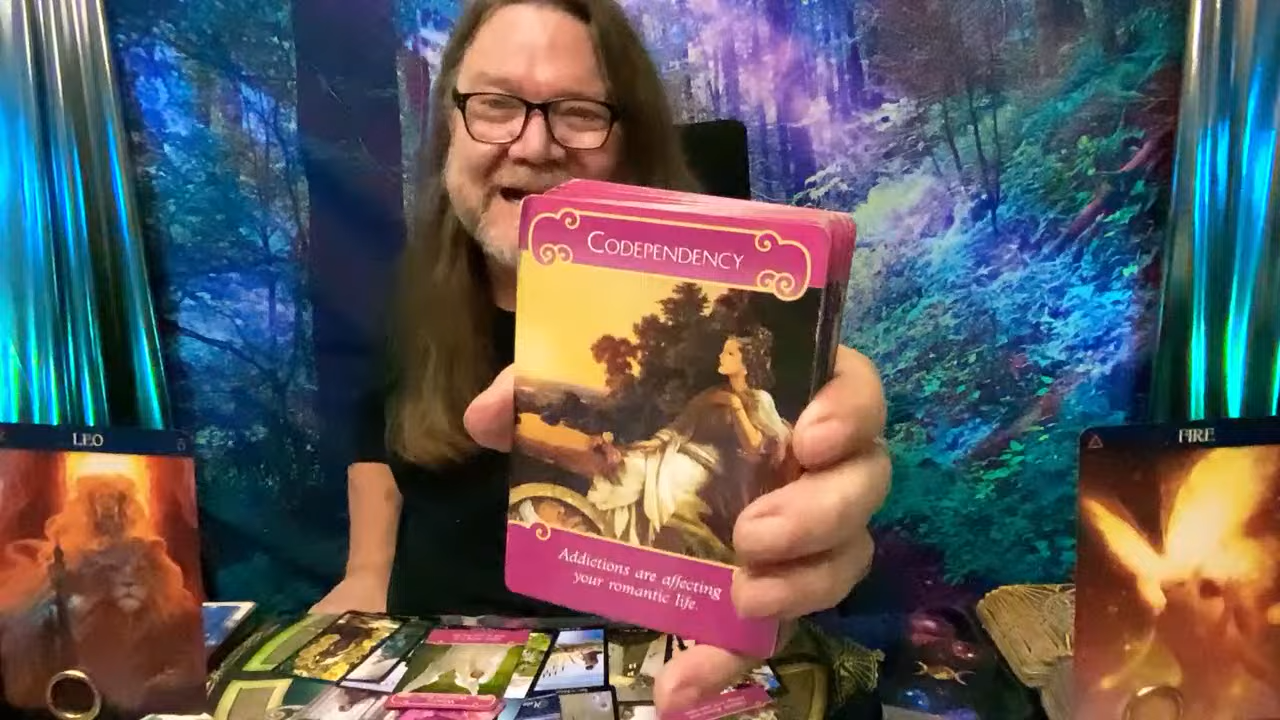 CODEPENDENCY
Addictions are affecting
your romantic life.
LEO
FIRE